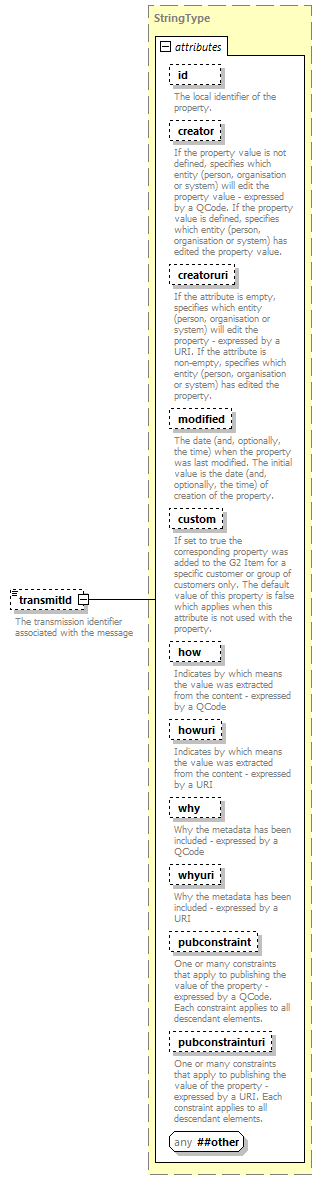 StringType
attributes
id
The local identifier of the
property.
creator
If the property value is not
defined, specifies which
entity (person, organisation
or system) will edit the
property value - expressed
by a QCode. If the property
value is defined, specifies
which entity (person,
organisation or system) has
edited the property value.
creatoruri
If the attribute is empty,
specifies which entity
(person, organisation or
system) will edit the
property - expressed by a
URI. If the attribute is
non-empty, specifies which
entity (person, organisation
or system) has edited the
property.
modified
The date (and, optionally,
the time) when the property
was last modified. The initial
value is the date (and,
optionally, the time) of
creation of the property.
custom
If set to true the
corresponding property was
added to the G2 Item for a
specific customer or group of
customers only. The default
value of this property is false
which applies when this
attribute is not used with the
property.
transmitId
The transmission identifier
associated with the message
how
Indicates by which means
the value was extracted
from the content - expressed
by a QCode
howuri
Indicates by which means
the value was extracted
from the content - expressed
by a URI
why
Why the metadata has been
included - expressed by a
QCode
whyuri
Why the metadata has been
included - expressed by a
URI
pubconstraint
One or many constraints
that apply to publishing the
value of the property -
expressed by a QCode.
Each constraint applies to all
descendant elements.
pubconstrainturi
One or many constraints
that apply to publishing the
value of the property -
expressed by a URI. Each
constraint applies to all
descendant elements.
any ##other